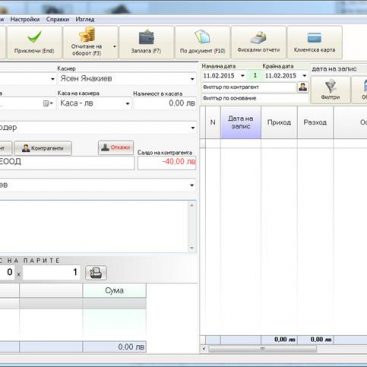 Настройки Справки Изглед
Приключи (End)
Отчитане на оборот (F3)
Заплата (F7)
По документ (F10)
Фискални отчети
Клиентска карта
Касиер
Ясен Янакиев
Каса на касиера
Наличност в касата
Каса - лв
0,00 лв
Откажи
Контрагенти
Салдо на контрагента
ЕООД
-40,00 лв
НА ПАРИТЕ
0 x 1
Сума
0,00 лв
Начална дата
Крайна дата
дата на запис
11.02.2015
1
11.02.2015
Филтър по контрагент
Филтър по основание
Филтри
N
Дата на запис
Приход
Разход
0,00 лв
0,00 лв